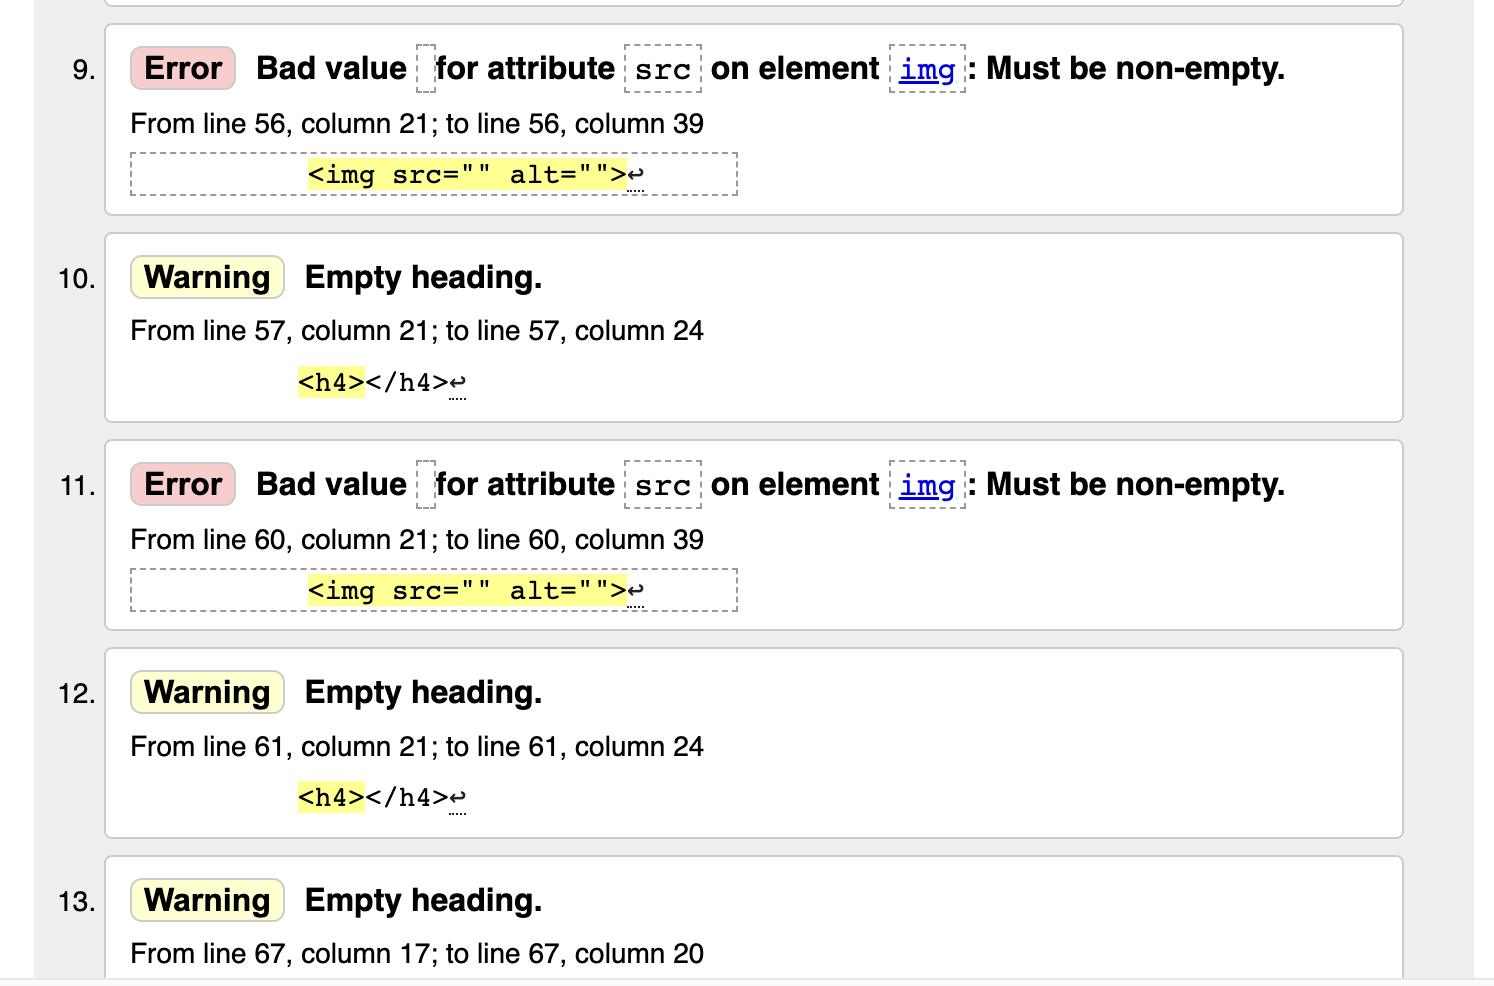 9. Error Bad value for attribute src on element img: Must be non-empty.
From line 56, column 21; to line 56, column 39
<img src="" alt="">↩
10. Warning Empty heading.
From line 57, column 21; to line 57, column 24
<h4></h4>↩
11. Error Bad value for attribute src on element img: Must be non-empty.
From line 60, column 21; to line 60, column 39
<img src="" alt="">↩
12. Warning Empty heading.
From line 61, column 21; to line 61, column 24
<h4></h4>↩
13. Warning Empty heading.
From line 67, column 17; to line 67, column 20